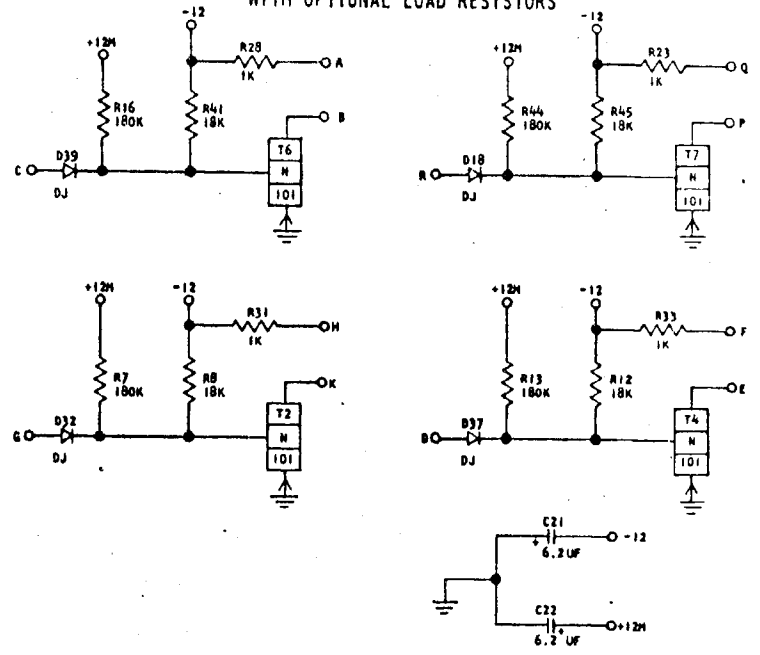 WITH OPTIONAL LOAD RESISTORS
-12
+12M
R28
1K
A
R16
180K
R41
18K
B
T6
N
101
C
D39
DJ
-12
+12M
R23
1K
Q
R44
180K
R45
18K
P
T7
N
101
R
D18
DJ
+12M
-12
R31
1K
H
R7
180K
R8
18K
K
T2
N
101
G
D32
DJ
+12M
-12
R33
1K
F
R13
180K
R12
18K
E
T4
N
101
D
D37
DJ
C21
+
6.2UF
-12
C22
+
6.2 UF
+12M